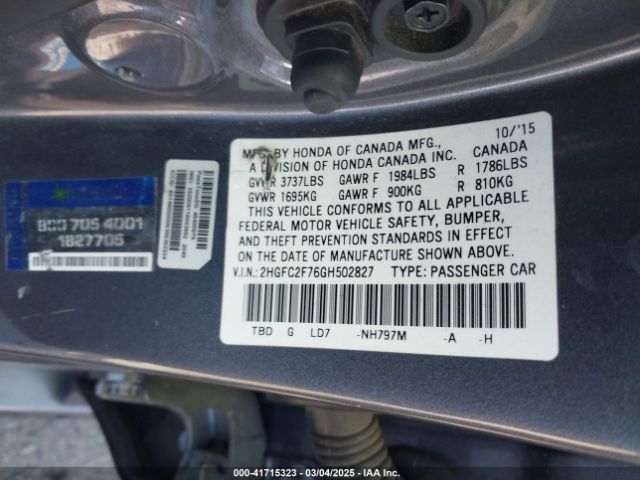 10/'15
MFG. BY HONDA OF CANADA MFG., CANADA
A DIVISION OF HONDA CANADA INC.
GVWR 3737LBS GAWR F 1984LBS R 1786LBS
GVWR 1695KG GAWR F 900KG R 810KG
THIS VEHICLE CONFORMS TO ALL APPLICABLE
FEDERAL MOTOR VEHICLE SAFETY, BUMPER,
AND THEFT PREVENTION STANDARDS IN EFFECT
ON THE DATE OF MANUFACTURE SHOWN ABOVE.
V.I.N.: 2HGFC2F76GH502827 TYPE: PASSENGER CAR
TBD G LD7 -NH797M -A -H
705 4001
1827705
000-41715323 — 03/04/2025 — IAA Inc.